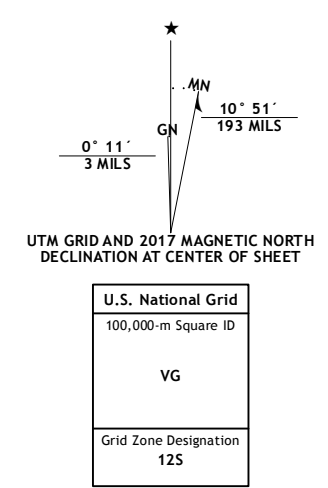 ★
MN
GN
10° 51´
193 MILS
0° 11´
3 MILS
UTM GRID AND 2017 MAGNETIC NORTH
DECLINATION AT CENTER OF SHEET
U.S. National Grid
100,000-m Square ID
VG
Grid Zone Designation
12S